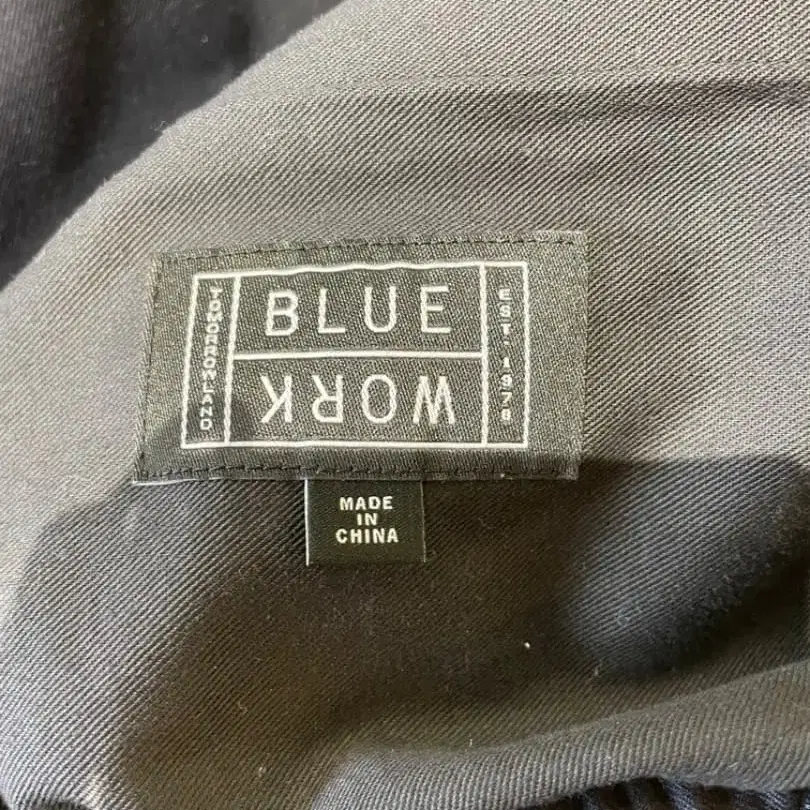 TOMORROWLAND
BLUE
WORK
EST. 1978
MADE
IN
CHINA